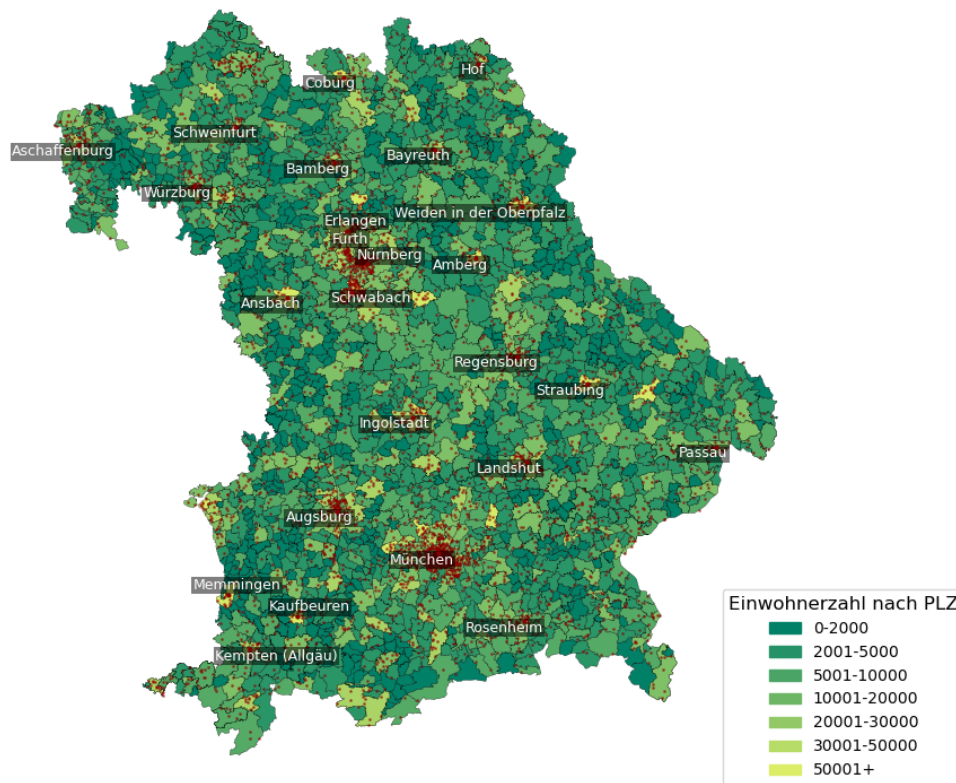 Hof
Coburg
Schweinfurt
Aschaffenburg
Bayreuth
Bamberg
Würzburg
Weiden in der Oberpfalz
Erlangen
Fürth
Nürnberg
Amberg
Schwabach
Ansbach
Regensburg
Straubing
Ingolstadt
Passau
Landshut
Augsburg
München
Memmingen
Kaufbeuren
Rosenheim
Kempten (Allgäu)
Einwohnerzahl nach PLZ
0-2000
2001-5000
5001-10000
10001-20000
20001-30000
30001-50000
50001+